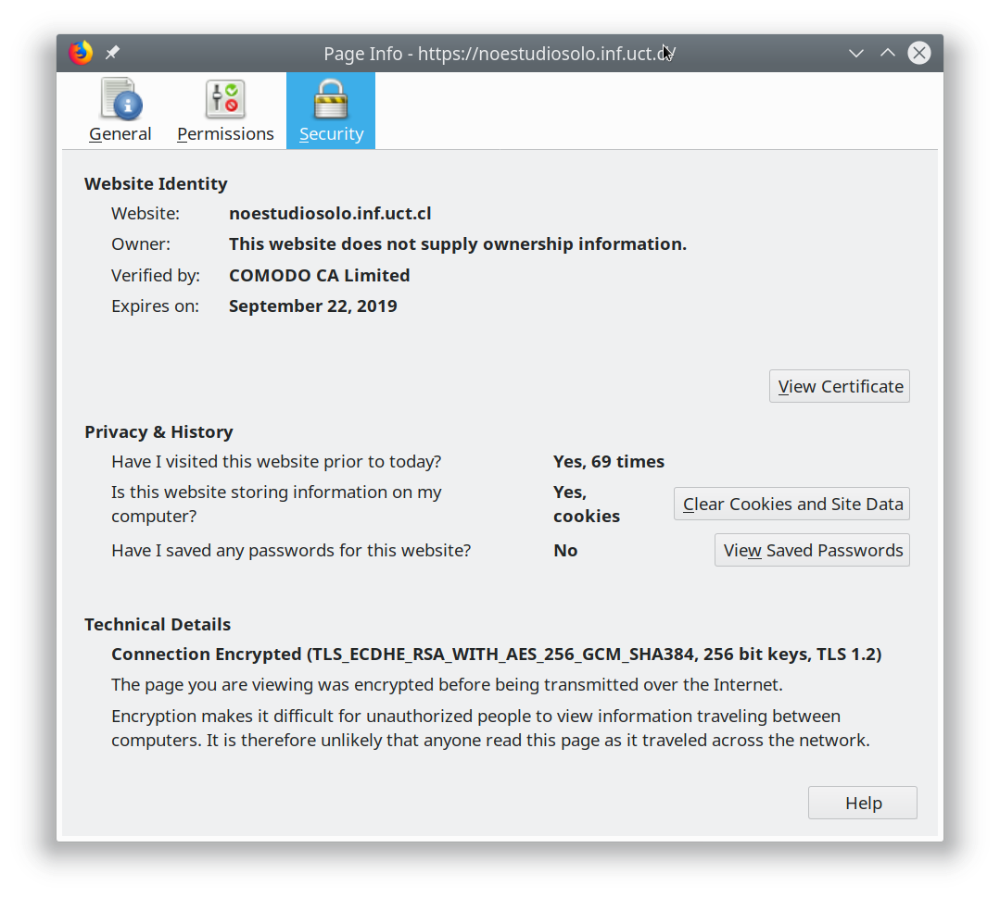 Page Info - https://noestudiosolo.inf.uct.cl/
General Permissions Security
Website Identity
Website: noestudiosolo.inf.uct.cl
Owner: This website does not supply ownership information.
Verified by: COMODO CA Limited
Expires on: September 22, 2019
View Certificate
Privacy & History
Have I visited this website prior to today? Yes, 69 times
Is this website storing information on my
computer?
Yes,
cookies
Clear Cookies and Site Data
Have I saved any passwords for this website? No View Saved Passwords
Technical Details
Connection Encrypted (TLS_ECDHE_RSA_WITH_AES_256_GCM_SHA384, 256 bit keys, TLS 1.2)
The page you are viewing was encrypted before being transmitted over the Internet.
Encryption makes it difficult for unauthorized people to view information traveling between
computers. It is therefore unlikely that anyone read this page as it traveled across the network.
Help